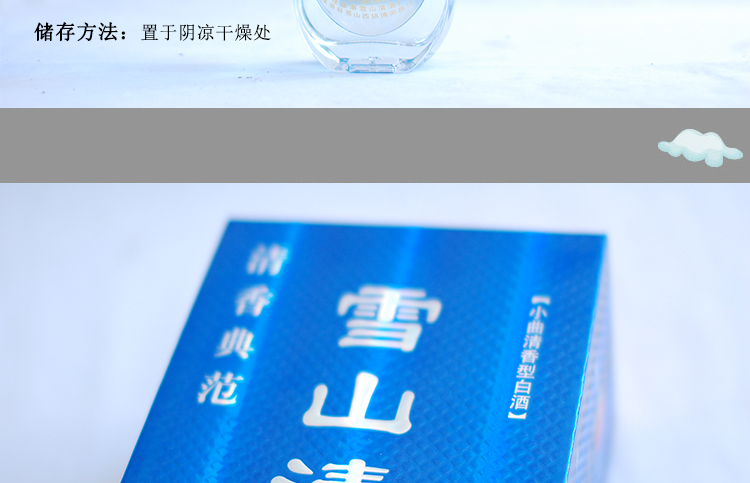 储存方法：置于阴凉干燥处
清香典范
雪山清
【小曲清香型白酒】